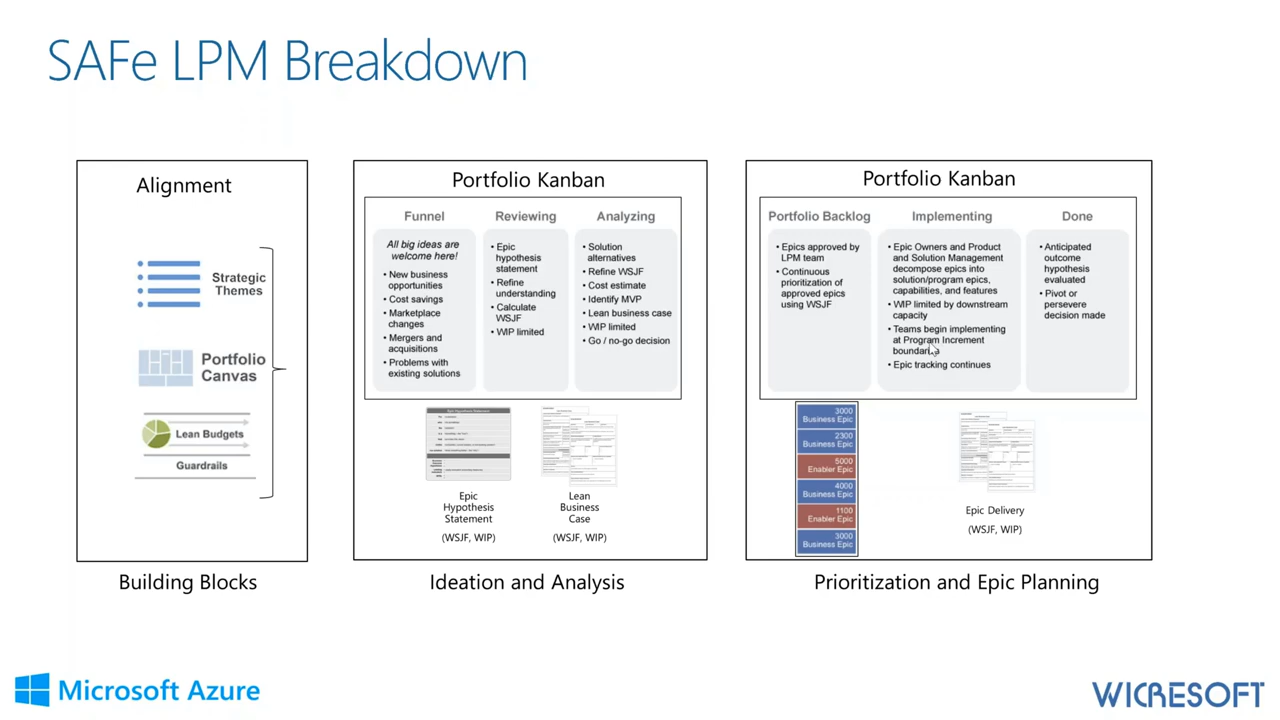 SAFe LPM Breakdown
Alignment
Strategic
Themes
Portfolio
Canvas
Lean Budgets
Guardrails
Building Blocks
Portfolio Kanban
Funnel
All big ideas are
welcome here!
• New business
opportunities
• Cost savings
• Marketplace
changes
• Mergers and
acquisitions
• Problems with
existing solutions
Reviewing
• Epic
hypothesis
statement
• Refine
understanding
• Calculate
WSJF
• WIP limited
Analyzing
• Solution
alternatives
• Refine WSJF
• Cost estimate
• Identify MVP
• Lean business case
• WIP limited
• Go / no-go decision
Epic Hypothesis Statement
Epic
Hypothesis
Statement
(WSJF, WIP)
Lean
Business
Case
(WSJF, WIP)
Ideation and Analysis
Portfolio Kanban
Portfolio Backlog
• Epics approved by
LPM team
• Continuous
prioritization of
approved epics
using WSJF
Implementing
• Epic Owners and Product
and Solution Management
decompose epics into
solution/program epics,
capabilities, and features
• WIP limited by downstream
capacity
• Teams begin implementing
at Program Increment
boundaries
• Epic tracking continues
Done
• Anticipated
outcome
hypothesis
evaluated
• Pivot or
persevere
decision made
3000
Business Epic
2300
Business Epic
5000
Enabler Epic
4000
Business Epic
1100
Enabler Epic
3000
Business Epic
Epic Delivery
(WSJF, WIP)
Prioritization and Epic Planning
Microsoft Azure
WICRESOFT